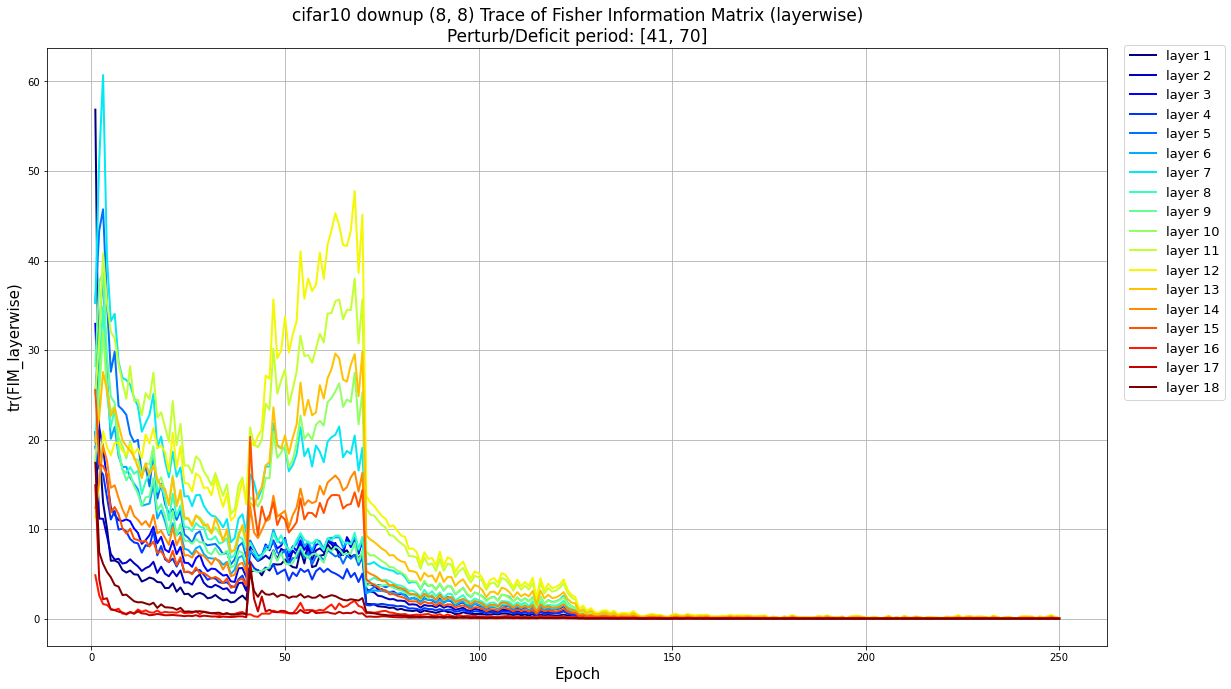 cifar10 downup (8, 8) Trace of Fisher Information Matrix (layerwise)
Perturb/Deficit period: [41, 70]
tr(FIM_layerwise)
60
50
40
30
20
10
0
0
50
100
150
200
250
Epoch
layer 1
layer 2
layer 3
layer 4
layer 5
layer 6
layer 7
layer 8
layer 9
layer 10
layer 11
layer 12
layer 13
layer 14
layer 15
layer 16
layer 17
layer 18